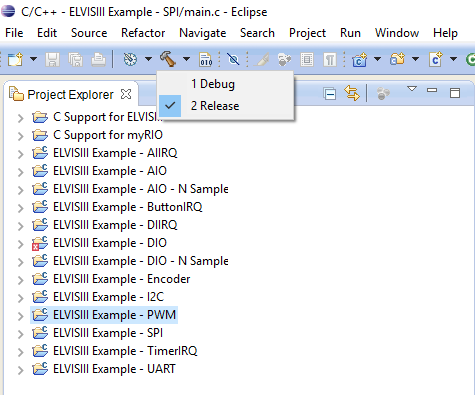 C/C++ - ELVISIII Example - SPI/main.c - Eclipse
File Edit Source Refactor Navigate Search Project Run Window Help
010
1 Debug
2 Release
Project Explorer
C Support for ELVISI
C Support for myRIO
ELVISIII Example - AIIRQ
ELVISIII Example - AIO
ELVISIII Example - AIO - N Sample
ELVISIII Example - ButtonIRQ
ELVISIII Example - DIIRQ
ELVISIII Example - DIO
ELVISIII Example - DIO - N Sample
ELVISIII Example - Encoder
ELVISIII Example - I2C
ELVISIII Example - PWM
ELVISIII Example - SPI
ELVISIII Example - TimerIRQ
ELVISIII Example - UART